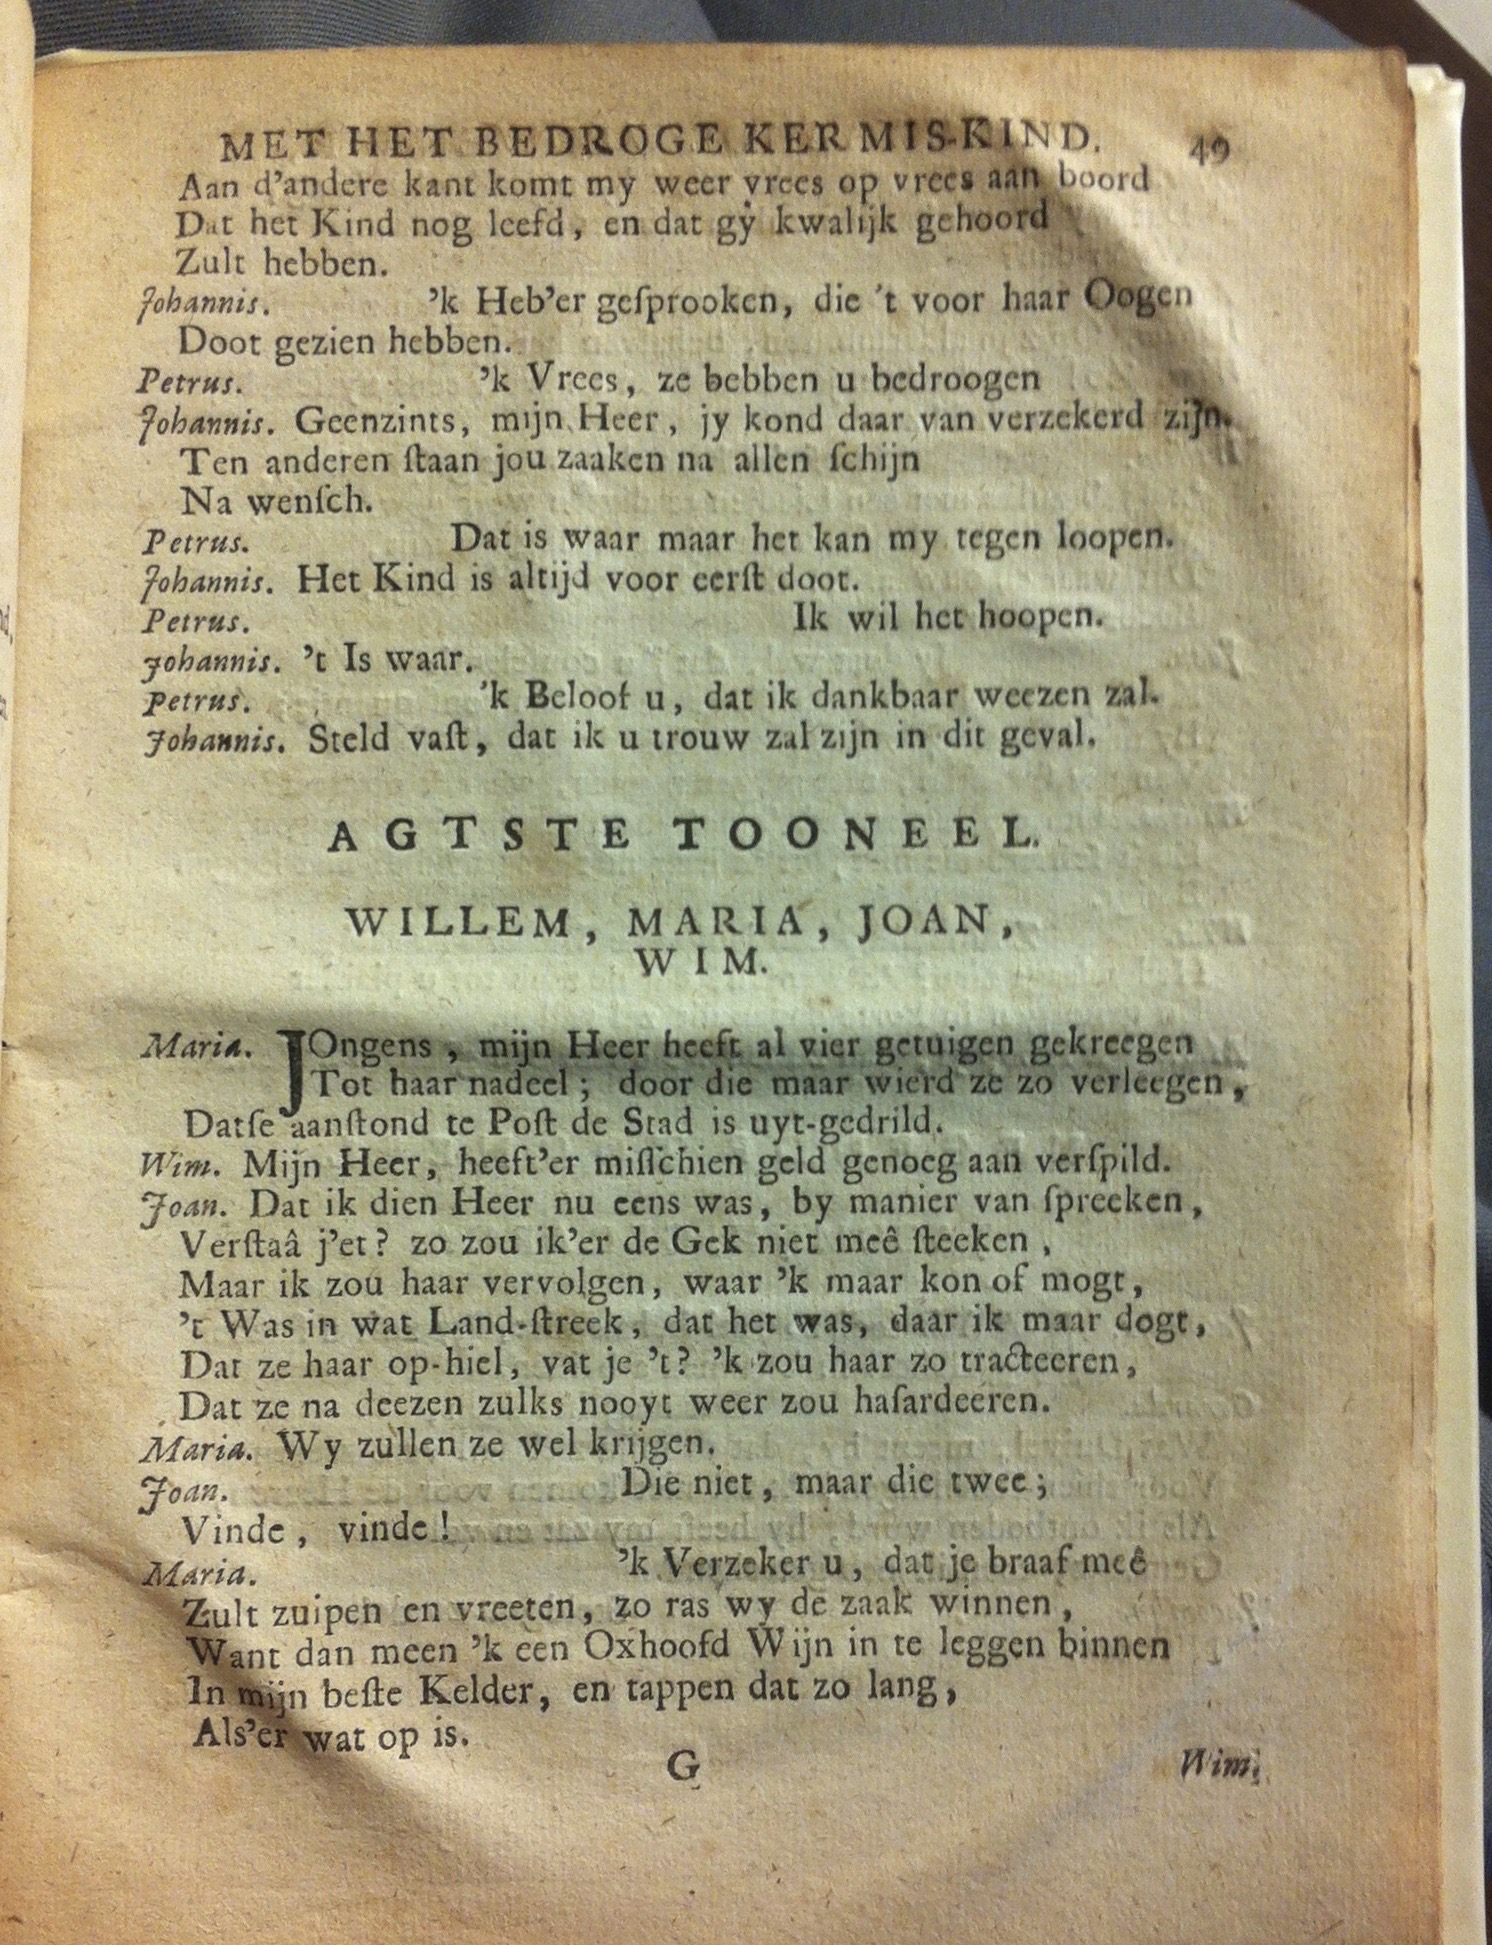 MET HET BEDROGE KERMIS-KIND. 49
Aan d'andere kant komt my weer vrees op vrees aan boord
Dat het Kind nog leefd, en dat gy kwalijk gehoord
Zult hebben.
Johannis. 'k Heb'er geſprooken, die 't voor haar Oogen
Doot gezien hebben.
Petrus. 'k Vrees, ze bebben u bedroogen
Johannis. Geenzints, mijn Heer, jy kond daar van verzekerd zijn.
Ten anderen ſtaan jou zaaken na allen ſchijn
Na wenſch.
Petrus. Dat is waar maar het kan my tegen loopen.
Johannis. Het Kind is altijd voor eerſt doot.
Petrus. Ik wil het hoopen.
Johannis. 't Is waar.
Petrus. 'k Beloof u, dat ik dankbaar weezen zal.
Johannis. Steld vaſt, dat ik u trouw zal zijn in dit geval.
AGTSTE TOONEEL.
WILLEM, MARIA, JOAN,
WIM.
Maria. JOngens, mijn Heer heeft al vier getuigen gekreegen
Tot haar nadeel; door die maar wierd ze zo verleegen,
Datſe aanſtond te Poſt de Stad is uyt-gedrild.
Wim. Mijn Heer, heeft'er miſſchien geld genoeg aan verſpild.
Joan. Dat ik dien Heer nu eens was, by manier van ſpreeken,
Verſtaâ j'et? zo zou ik'er de Gek niet meê ſteeken,
Maar ik zou haar vervolgen, waar 'k maar kon of mogt,
't Was in wat Land-ſtreek, dat het was, daar ik maar dogt,
Dat ze haar op-hiel, vat je 't? 'k zou haar zo tracteeren,
Dat ze na deezen zulks nooyt weer zou haſardeeren.
Maria. Wy zullen ze wel krijgen.
Joan. Die niet, maar die twee;
Vinde, vinde!
Maria. 'k Verzeker u, dat je braaf meê
Zult zuipen en vreeten, zo ras wy de zaak winnen,
Want dan meen 'k een Oxhoofd Wijn in te leggen binnen
In mijn beſte Kelder, en tappen dat zo lang,
Als'er wat op is.
G Wim.